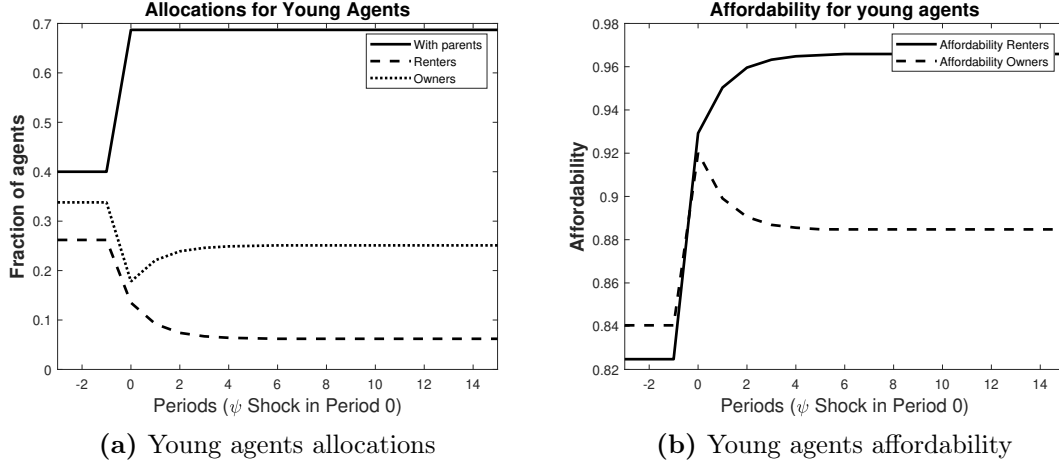 Allocations for Young Agents
0.7
0.6
0.5
0.4
0.3
0.2
0.1
0
Fraction of agents
With parents
Renters
Owners
-2 0 2 4 6 8 10 12 14
Periods (ψ Shock in Period 0)
(a) Young agents allocations
Affordability for young agents
0.98
0.96
0.94
0.92
0.9
0.88
0.86
0.84
0.82
Affordability
Affordability Renters
Affordability Owners
-2 0 2 4 6 8 10 12 14
Periods (ψ Shock in Period 0)
(b) Young agents affordability